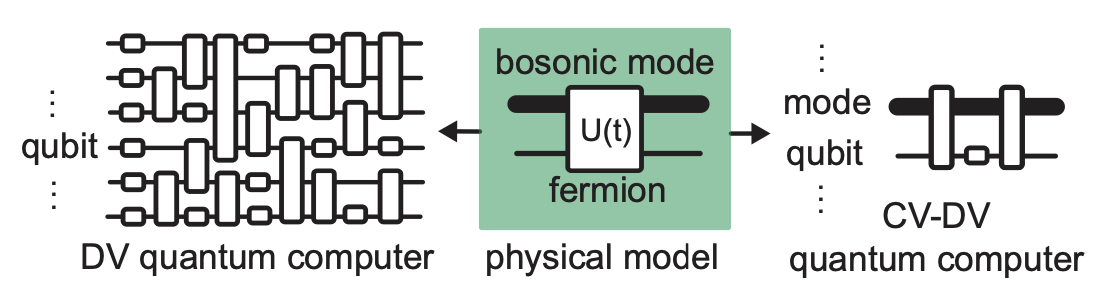 ⋮
qubit
⋮
DV quantum computer
bosonic mode
U(t)
fermion
physical model
⋮
mode
qubit
⋮
CV-DV
quantum computer